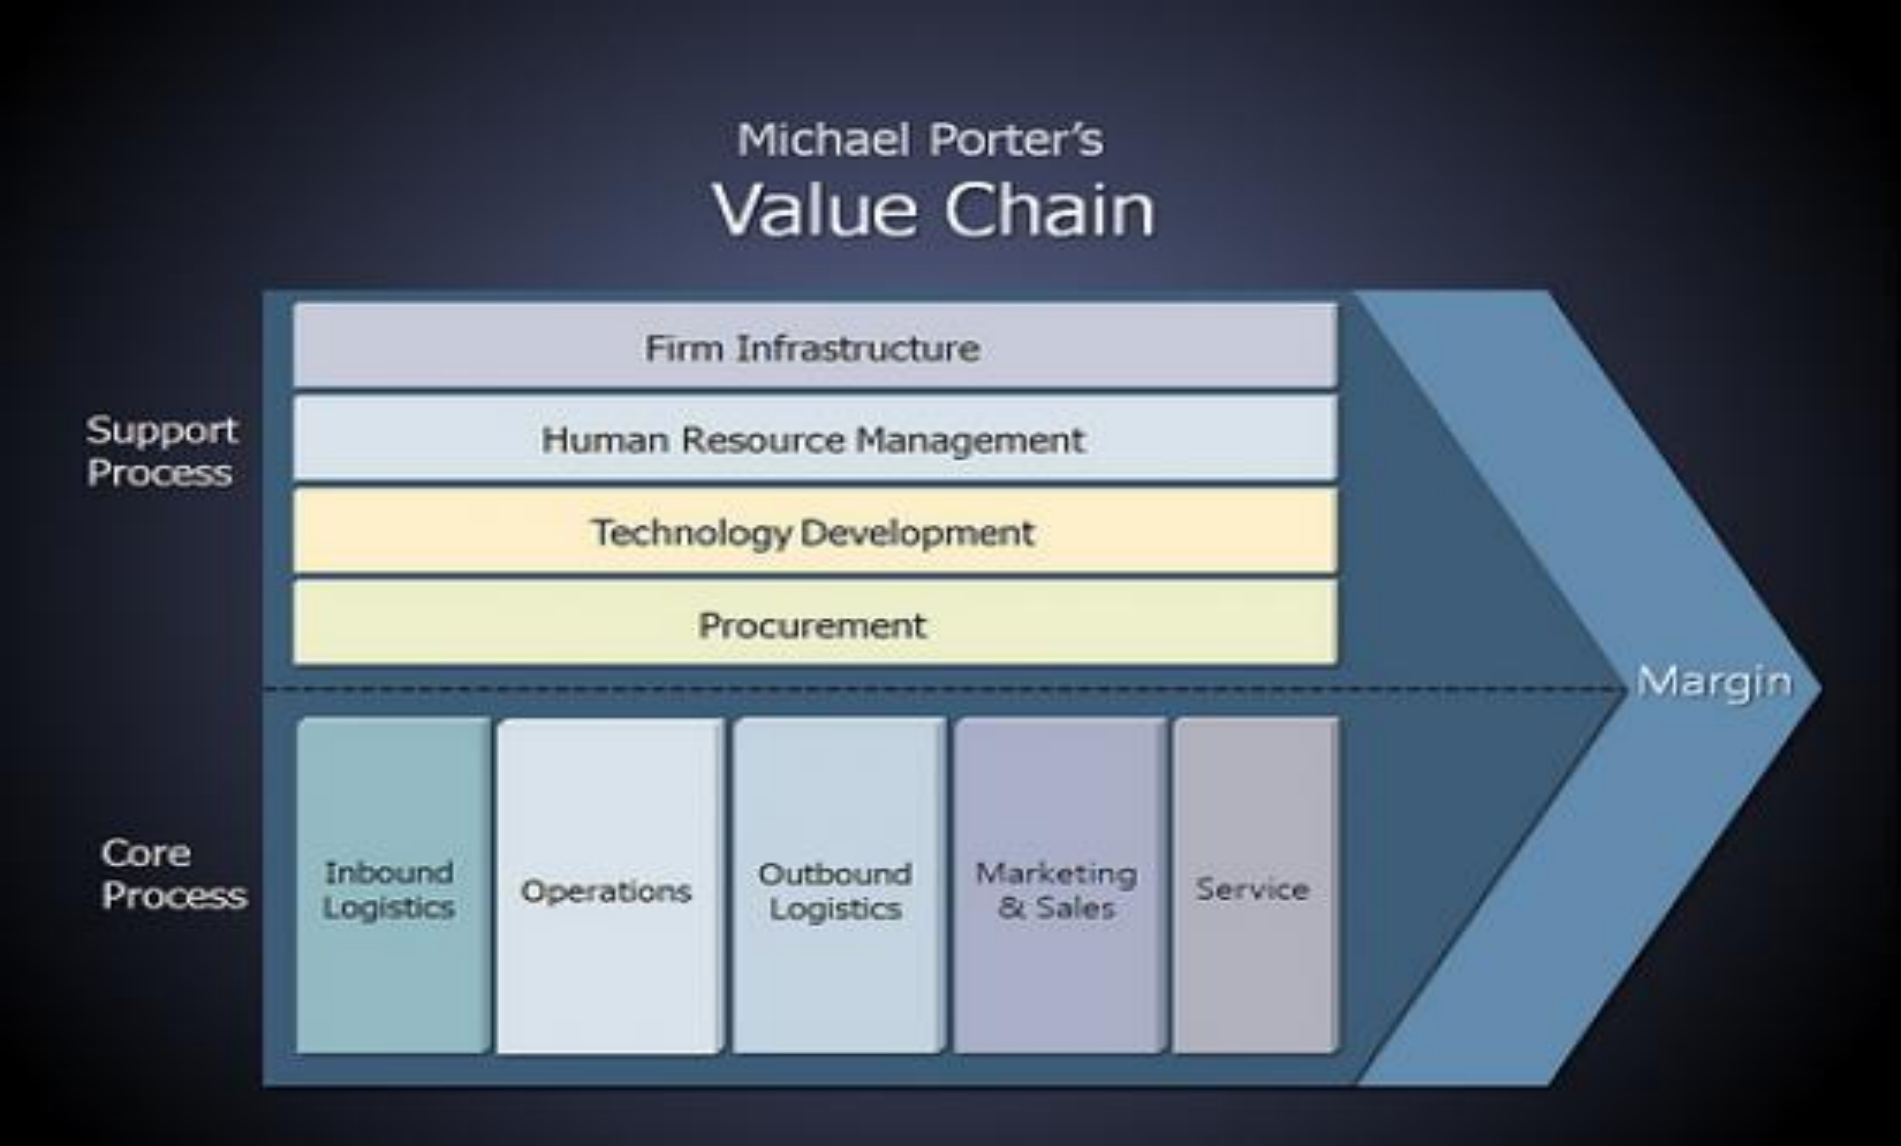 Michael Porter's
Value Chain
Support
Process
Firm Infrastructure
Human Resource Management
Technology Development
Procurement
Margin
Core
Process
Inbound
Logistics
Operations
Outbound
Logistics
Marketing
& Sales
Service